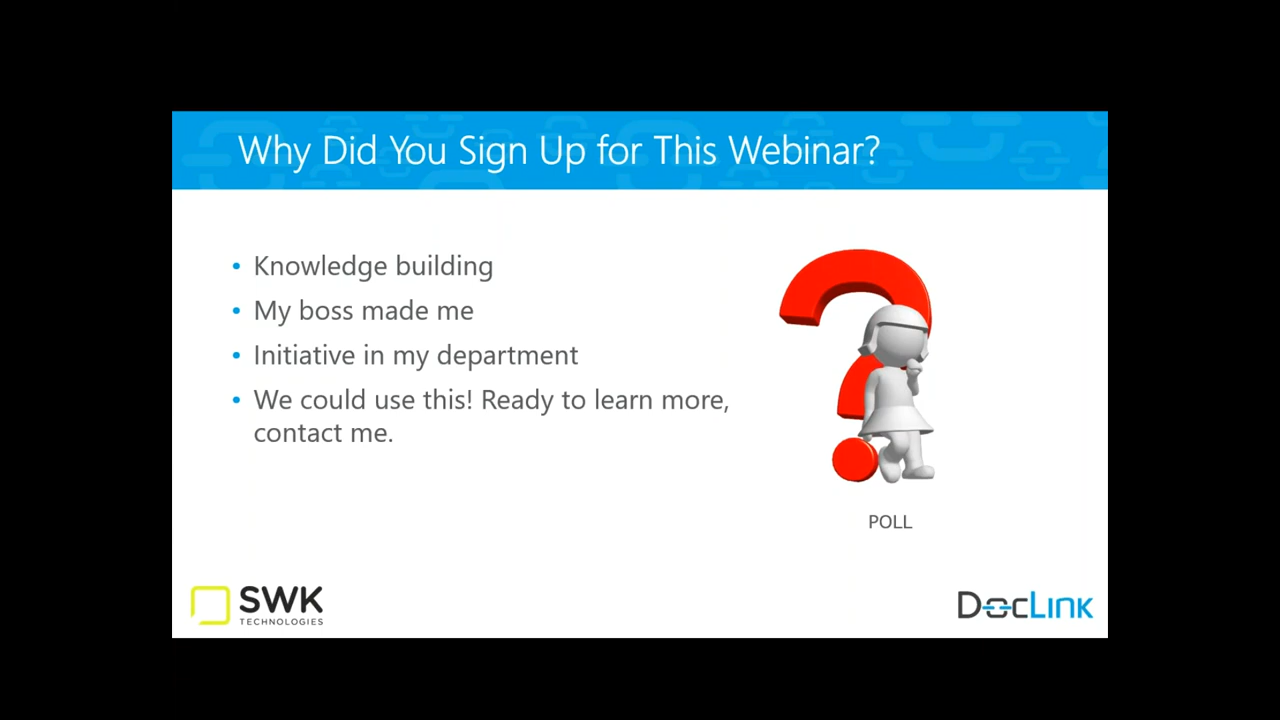 Why Did You Sign Up for This Webinar?
• Knowledge building
• My boss made me
• Initiative in my department
• We could use this! Ready to learn more,
contact me.
POLL
SWK
TECHNOLOGIES
DocLink